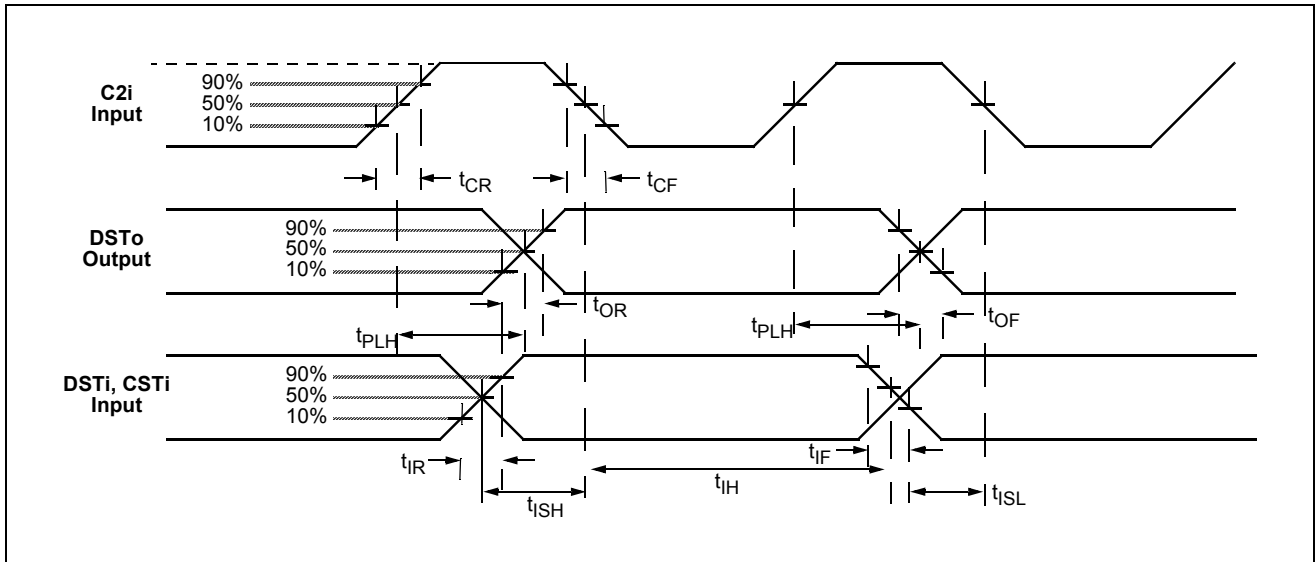 C2i
Input
90%
50%
10%
tCR
tCF
DSTo
Output
90%
50%
10%
tOR
tOF
tPLH
tPLH
DSTi, CSTi
Input
90%
50%
10%
tIR
tIF
tIH
tISH
tISL